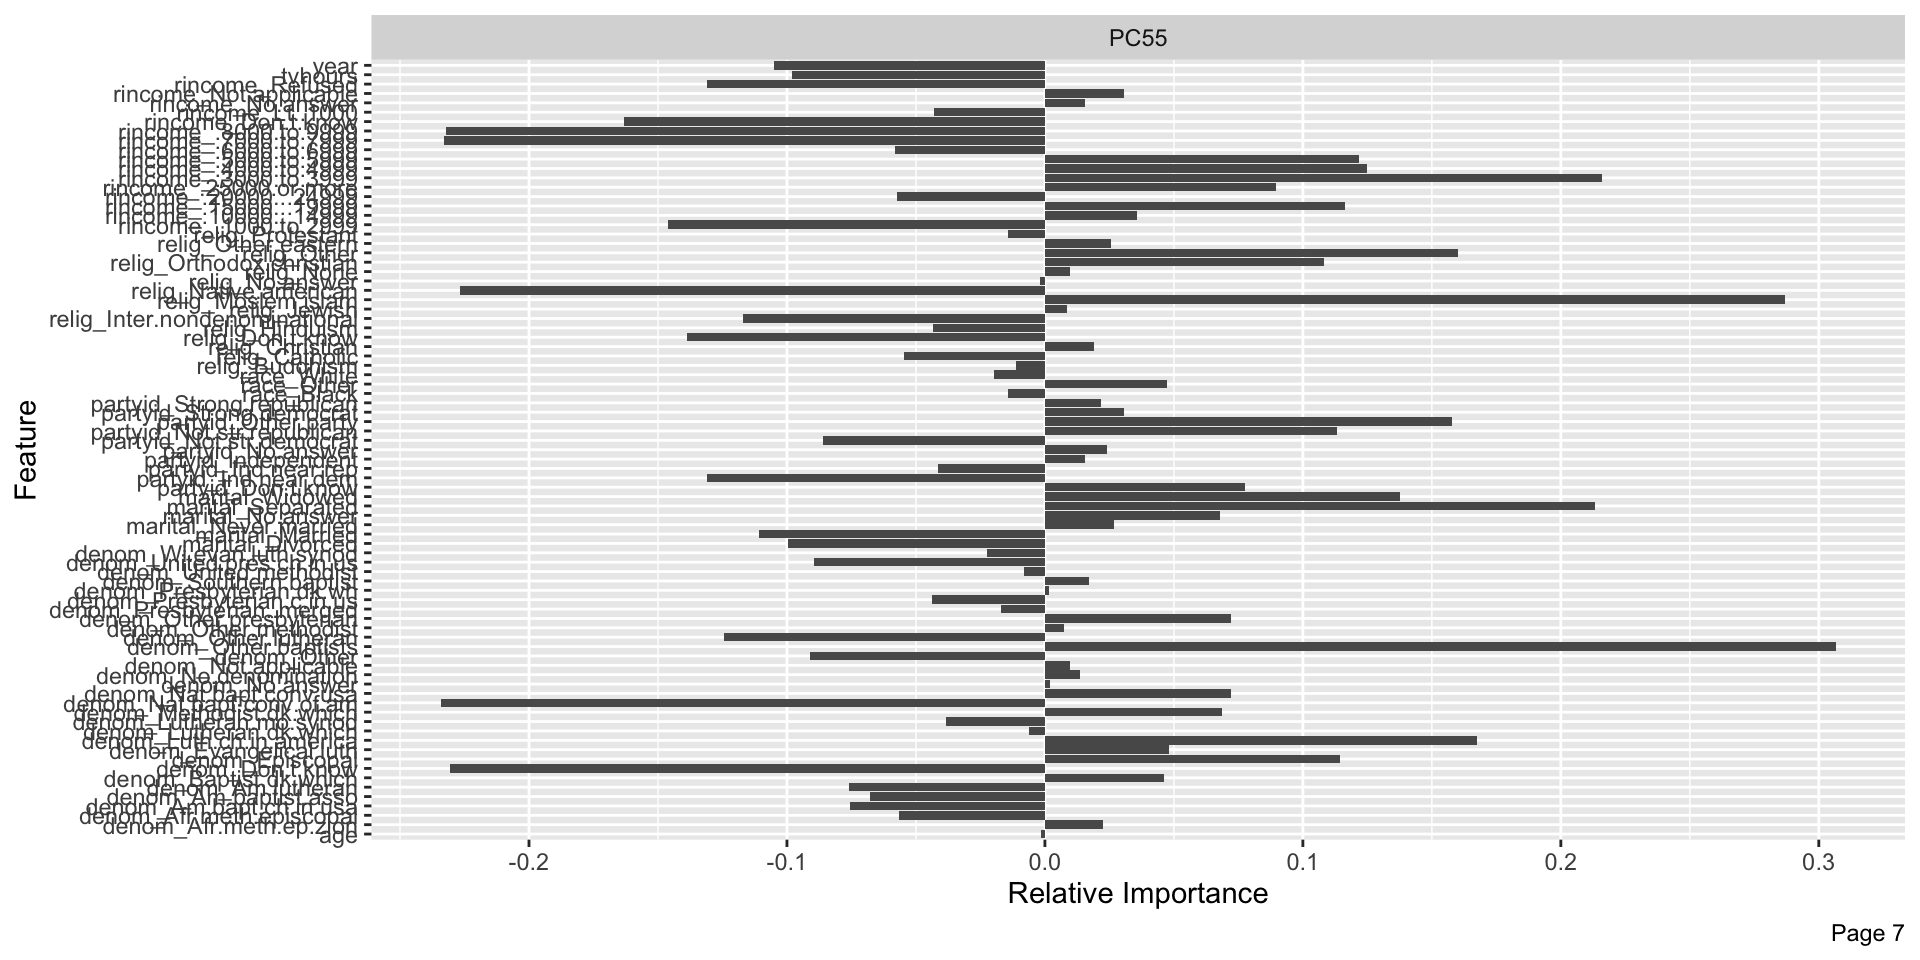 PC55
year
tvhours
rincome_Refused
rincome_Not.applicable
rincome_No.answer
rincome_Lt..1000
rincome_Don.t.know
rincome_.8000.to.9999
rincome_.7000.to.7999
rincome_.6000.to.6999
rincome_.5000.to.5999
rincome_.4000.to.4999
rincome_.3000.to.3999
rincome_.25000.or.more
rincome_.20000...24999
rincome_.15000...19999
rincome_.10000...14999
rincome_.1000.to.2999
relig_Protestant
relig_Other.eastern
relig_Other
relig_Orthodox.christian
relig_None
relig_No.answer
relig_Native.american
relig_Moslem.islam
relig_Jewish
relig_Inter.nondenominational
relig_Hinduism
relig_Don.t.know
relig_Christian
relig_Catholic
relig_Buddhism
race_White
race_Other
race_Black
partyid_Strong.republican
partyid_Strong.democrat
partyid_Other.party
partyid_Not.str.republican
partyid_Not.str.democrat
partyid_No.answer
partyid_Independent
partyid_Ind.near.rep
partyid_Ind.near.dem
partyid_Don.t.know
marital_Widowed
marital_Separated
marital_No.answer
marital_Never.married
marital_Married
marital_Divorced
denom_Wi.evan.luth.synod
denom_United.pres.ch.in.us
denom_United.methodist
denom_Southern.baptist
denom_Presbyterian.dk.wh
denom_Presbyterian.c.in.us
denom_Presbyterian..merged
denom_Other.presbyterian
denom_Other.methodist
denom_Other.lutheran
denom_Other.baptists
denom_Other
denom_Not.applicable
denom_No.denomination
denom_No.answer
denom_Nat.bapt.conv.usa
denom_Nat.bapt.conv.of.am
denom_Methodist.dk.which
denom_Lutheran.mo.synod
denom_Lutheran.dk.which
denom_Luth.ch.in.america
denom_Evangelical.luth
denom_Episcopal
denom_Don.t.know
denom_Baptist.dk.which
denom_Am.lutheran
denom_Am.baptist.asso
denom_Am.bapt.ch.in.usa
denom_Afr.meth.episcopal
denom_Afr.meth.ep.zion
age
Feature
-0.2 -0.1 0.0 0.1 0.2 0.3
Relative Importance
Page 7